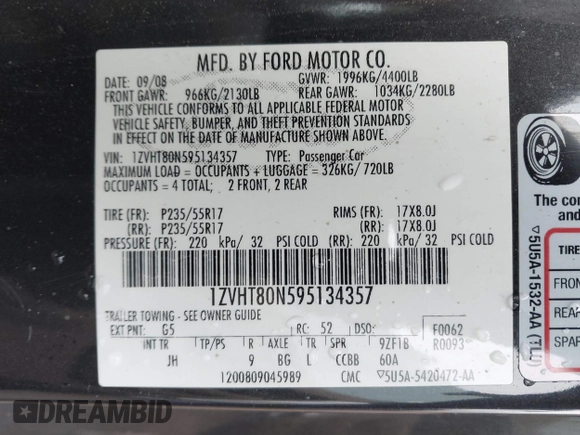 MFD. BY FORD MOTOR CO.
DATE: 09/08 GVWR: 1996KG/4400LB
FRONT GAWR: 966KG/2130LB REAR GAWR: 1034KG/2280LB
THIS VEHICLE CONFORMS TO ALL APPLICABLE FEDERAL MOTOR
VEHICLE SAFETY, BUMPER, AND THEFT PREVENTION STANDARDS
IN EFFECT ON THE DATE OF MANUFACTURE SHOWN ABOVE.
VIN: 1ZVHT80N595134357 TYPE: Passenger Car
MAXIMUM LOAD = OCCUPANTS + LUGGAGE = 326KG/720LB
OCCUPANTS = 4 TOTAL; 2 FRONT, 2 REAR
TIRE (FR): P235/55R17 RIMS (FR): 17X8.0J
(RR): P235/55R17 (RR): 17X8.0J
PRESSURE (FR): 220 kPa/ 32 PSI COLD (RR): 220 kPa/ 32 PSI COLD
1ZVHT80N595134357
TRAILER TOWING - SEE OWNER GUIDE
EXT PNT: G5 RC: 52 DSO: F0062
INT TR TP/PS R AX TR SPR 9ZF1B R0093
JH 9 BG L CCBB 60A
1200809045989 CMC ▽5U5A-5420472-AA
The con
and
▽5U5A-1532-AA (TLU)
TIRE
FRON
REAR
SPAR
DREAMBID